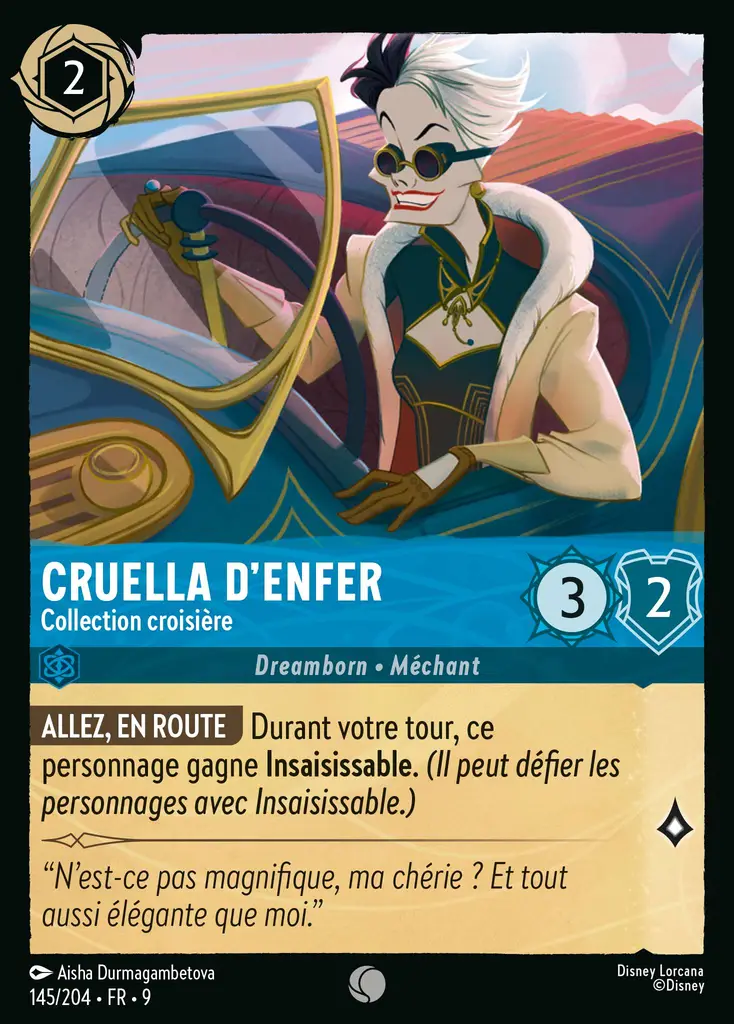 2
CRUELLA D'ENFER
Collection croisière
3
2
Dreamborn • Méchant
ALLEZ, EN ROUTE Durant votre tour, ce
personnage gagne Insaisissable. (Il peut défier les
personnages avec Insaisissable.)
“N'est-ce pas magnifique, ma chérie ? Et tout
aussi élégante que moi.”
Aisha Durmagambetova
Disney Lorcana
145/204 • FR • 9
©Disney